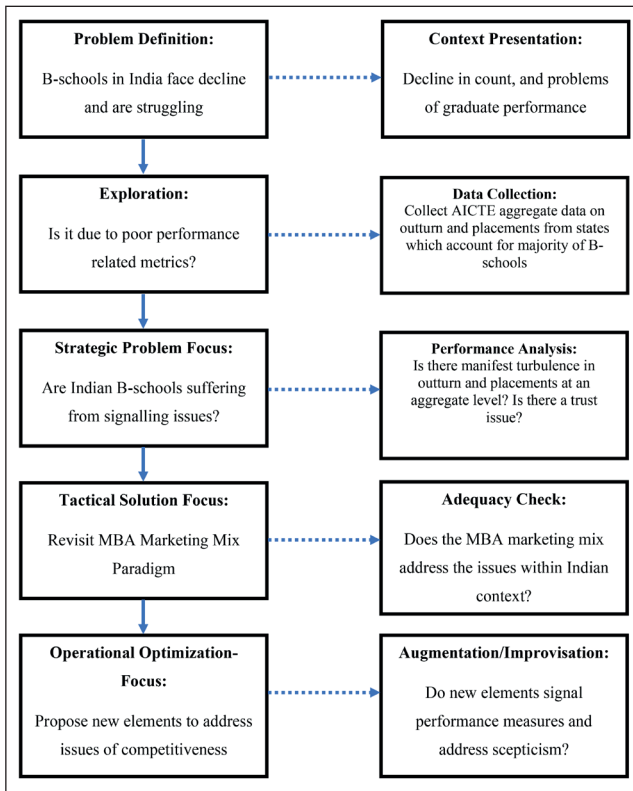 Problem Definition:
B-schools in India face decline
and are struggling
Context Presentation:
Decline in count, and problems
of graduate performance
Exploration:
Is it due to poor performance
related metrics?
Data Collection:
Collect AICTE aggregate data on
outturn and placements from states
which account for majority of B-
schools
Strategic Problem Focus:
Are Indian B-schools suffering
from signalling issues?
Performance Analysis:
Is there manifest turbulence in
outturn and placements at an
aggregate level? Is there a trust
issue?
Tactical Solution Focus:
Revisit MBA Marketing Mix
Paradigm
Adequacy Check:
Does the MBA marketing mix
address the issues within Indian
context?
Operational Optimization-
Focus:
Propose new elements to address
issues of competitiveness
Augmentation/Improvisation:
Do new elements signal
performance measures and
address scepticism?